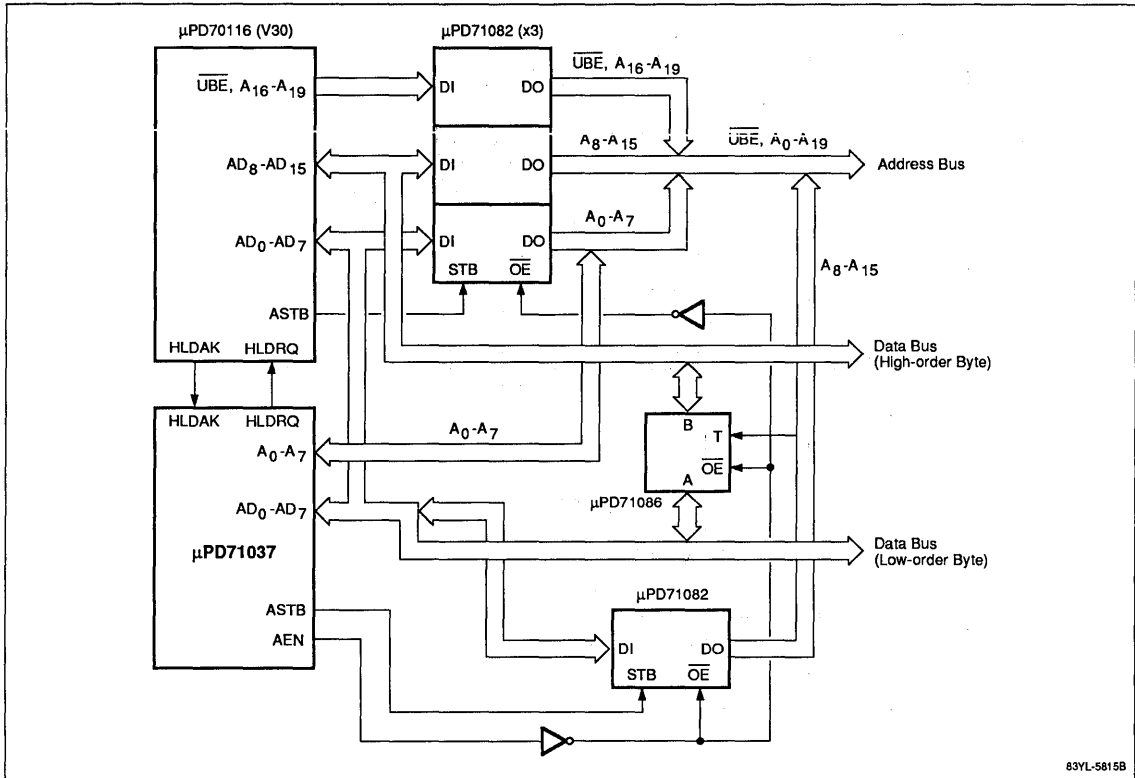 µPD70116 (V30)
µPD71082 (x3)
UBE, A16-A19
DI
DO
UBE, A16-A19
AD8-AD15
DI
DO
A8-A15
UBE, A0-A19
Address Bus
AD0-AD7
DI
DO
A0-A7
STB
OE
A8-A15
ASTB
HLDAK
HLDRQ
Data Bus
(High-order Byte)
HLDAK
HLDRQ
A0-A7
A0-A7
B
T
OE
A
µPD71086
AD0-AD7
µPD71037
Data Bus
(Low-order Byte)
µPD71082
ASTB
AEN
DI
DO
STB
OE
83YL-5815B